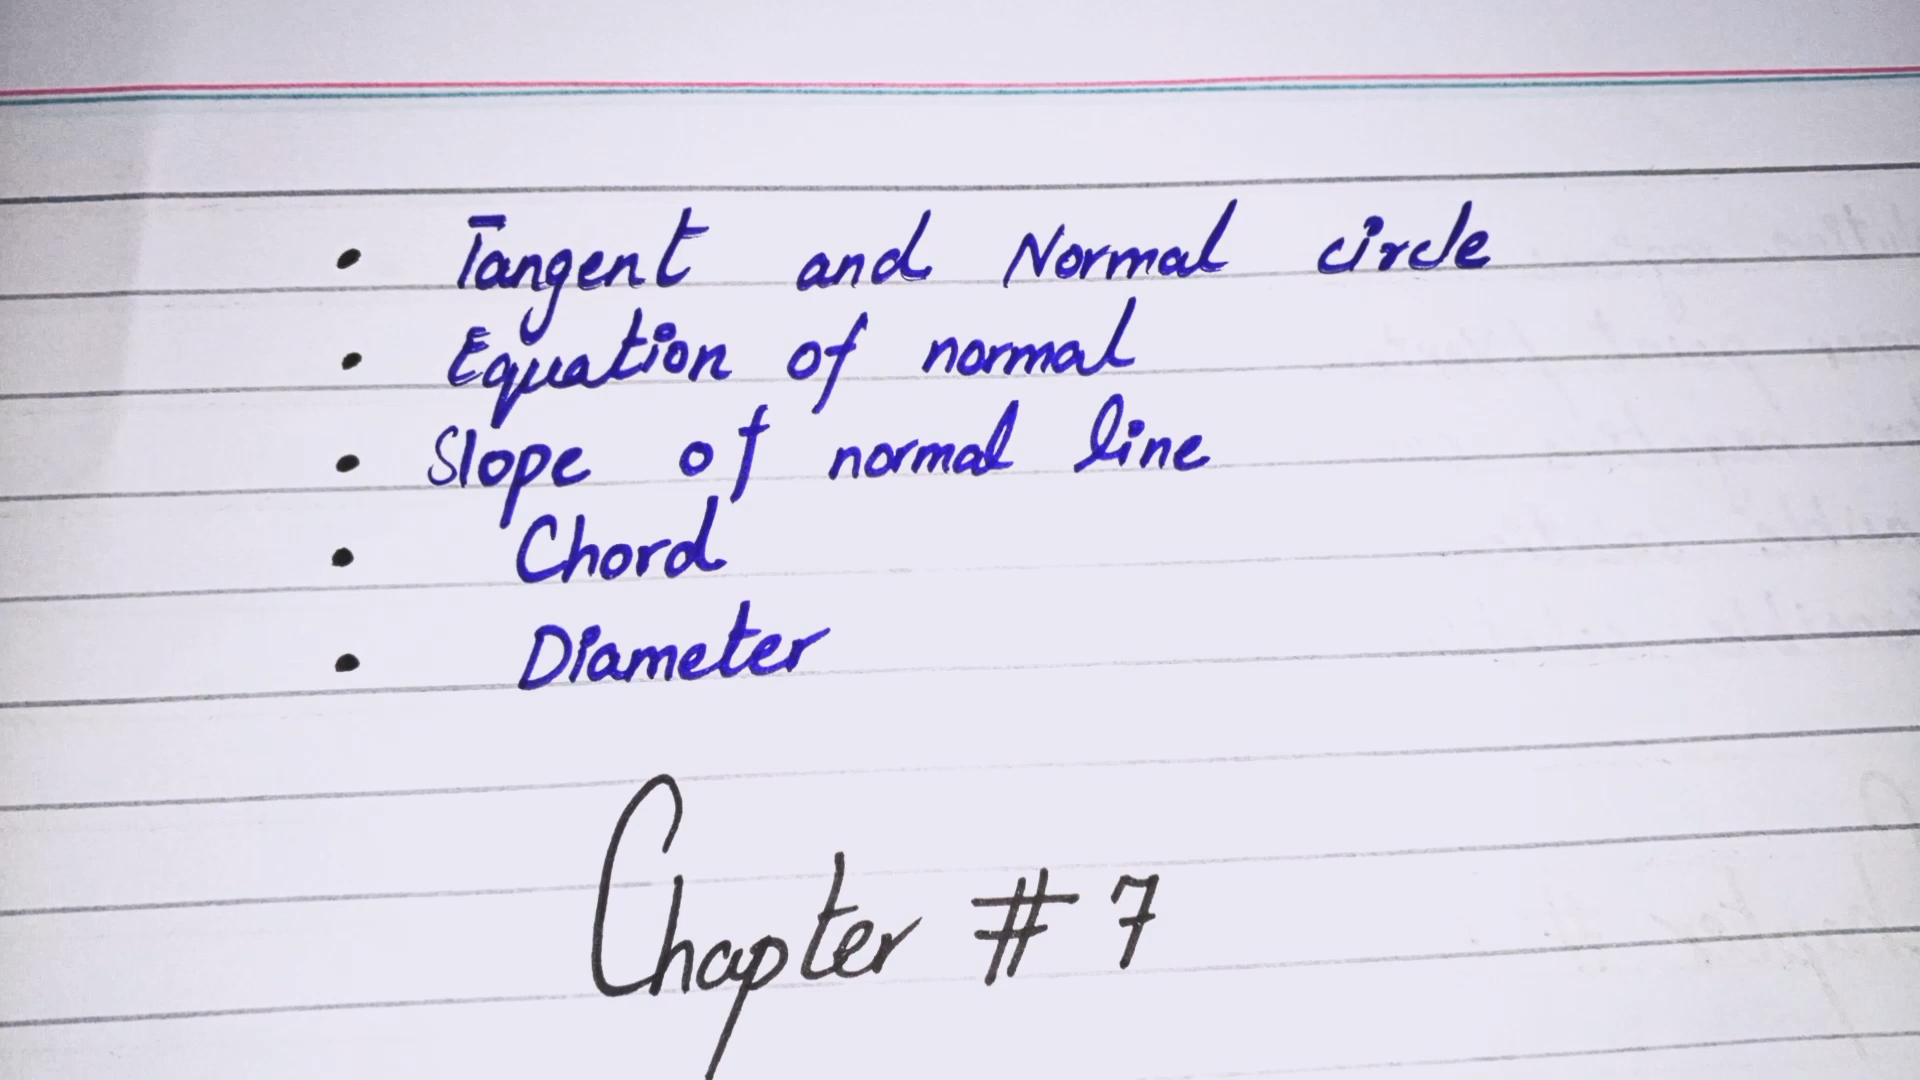 • Tangent and Normal circle
• Equation of normal
• Slope of normal line
• Chord
• Diameter
Chapter # 7